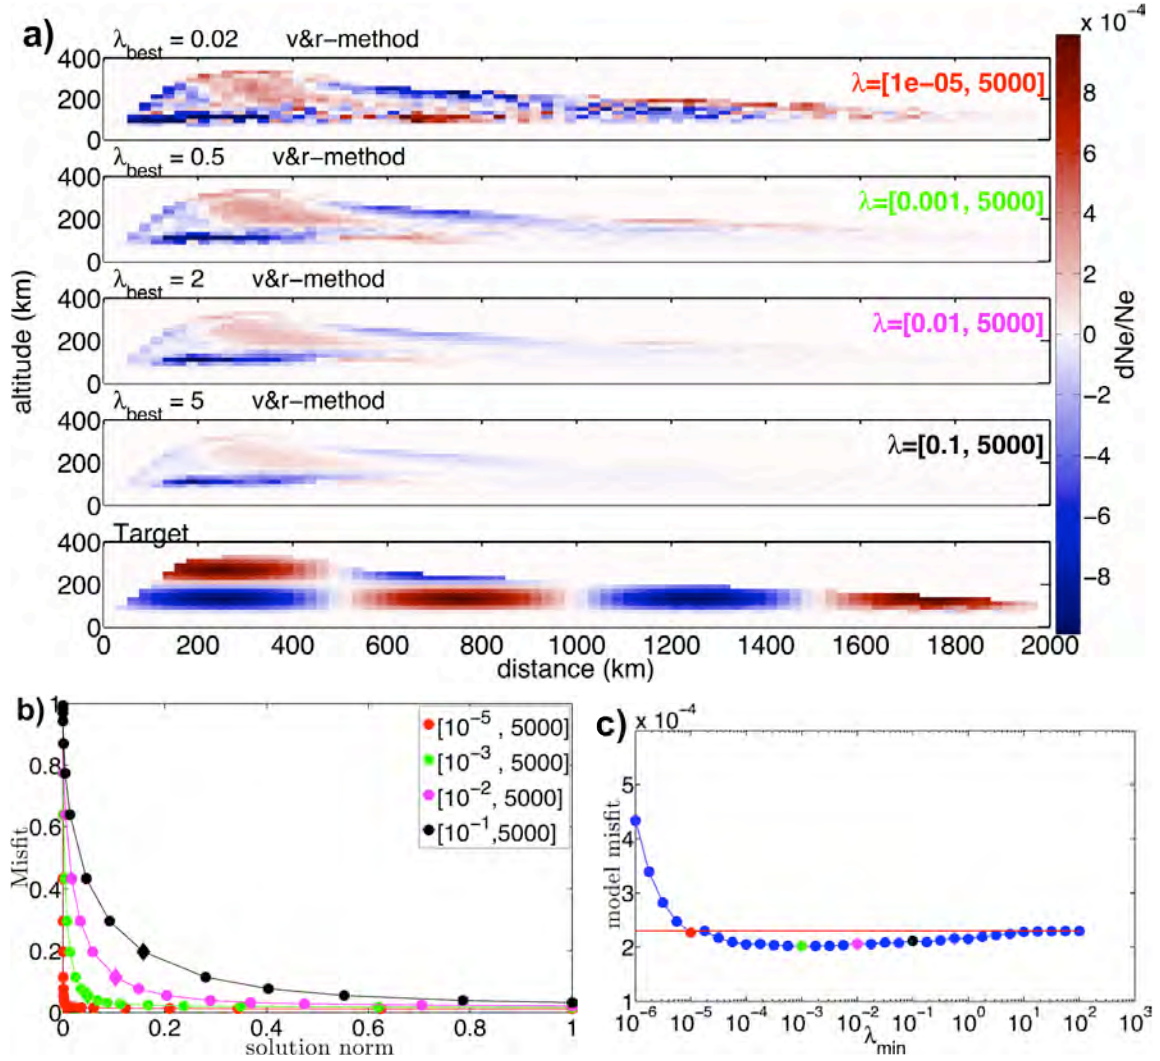 a)
λbest = 0.02 v&r-method
x 10⁻⁴
400
200
0
λ=[1e-05, 5000]
λbest = 0.5 v&r-method
400
200
0
λ=[0.001, 5000]
λbest = 2 v&r-method
400
200
0
λ=[0.01, 5000]
λbest = 5 v&r-method
400
200
0
λ=[0.1, 5000]
Target
400
200
0
altitude (km)
0 200 400 600 800 1000 1200 1400 1600 1800 2000
distance (km)
8
6
4
2
0
-2
-4
-6
-8
dNe/Ne
b)
1
0.8
0.6
0.4
0.2
0
Misfit
[10⁻⁵, 5000]
[10⁻³, 5000]
[10⁻², 5000]
[10⁻¹,5000]
0 0.2 0.4 0.6 0.8 1
solution norm
c)
x 10⁻⁴
5
4
3
2
1
model misfit
10⁻⁶ 10⁻⁵ 10⁻⁴ 10⁻³ 10⁻² 10⁻¹ 10⁰ 10¹ 10² 10³
λmin